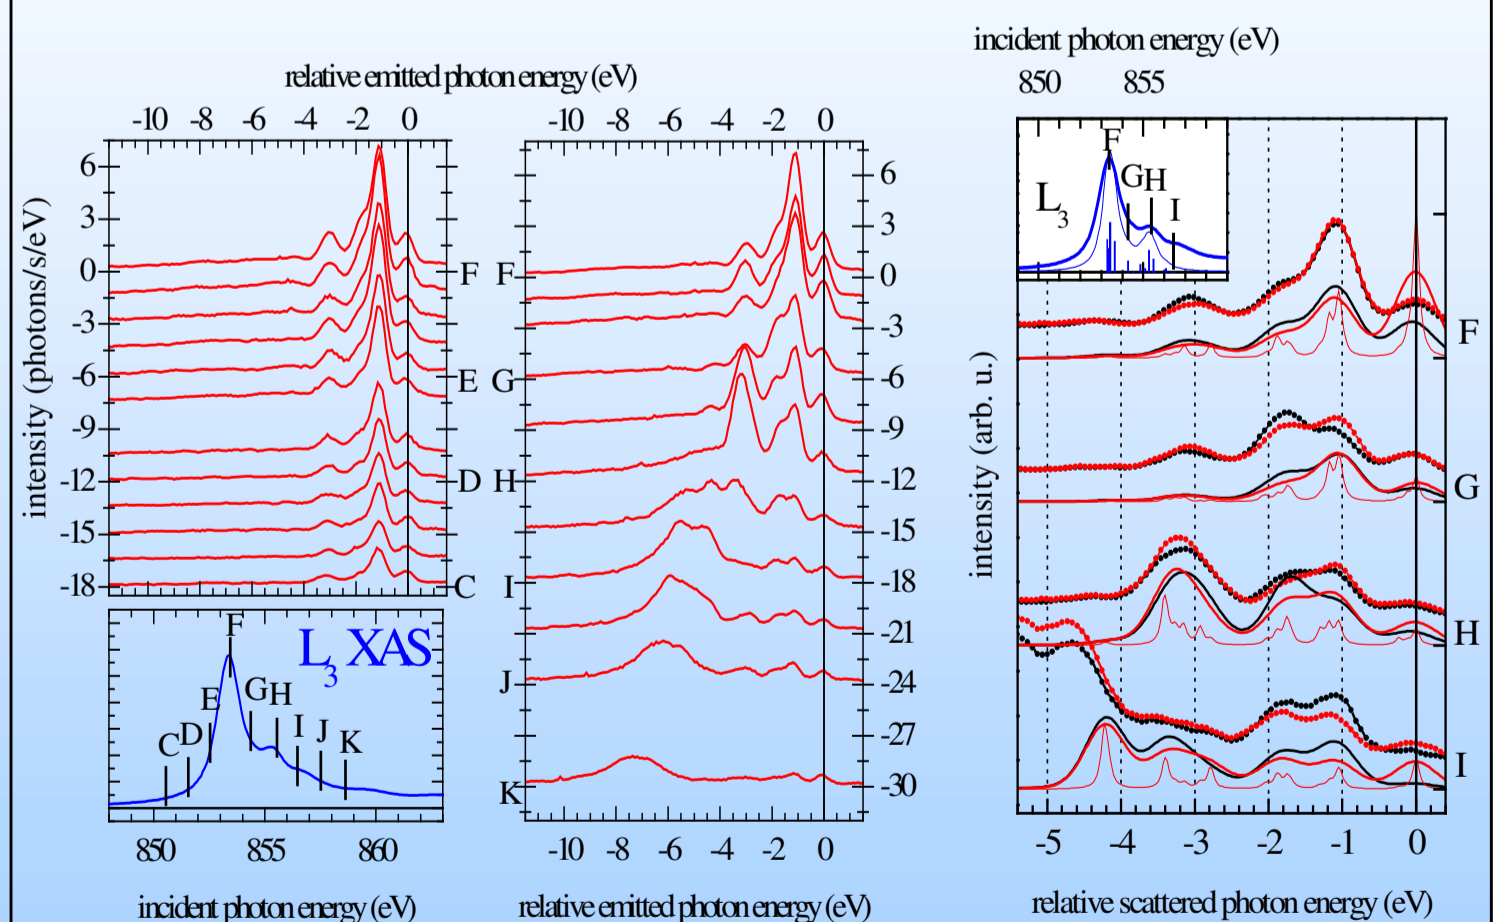 incident photon energy (eV)
850 855
relative emitted photon energy (eV)
-10 -8 -6 -4 -2 0
-10 -8 -6 -4 -2 0
intensity (photons/s/eV)
6
3
0
-3
-6
-9
-12
-15
-18
F
E
D
C
F
G
H
I
J
K
6
3
0
-3
-6
-9
-12
-15
-18
-21
-24
-27
-30
-10 -8 -6 -4 -2 0
relative emitted photon energy (eV)
L3 XAS
C D E F G H I J K
850 855 860
incident photon energy (eV)
L3
F
G H
I
intensity (arb. u.)
F
G
H
I
-5 -4 -3 -2 -1 0
relative scattered photon energy (eV)